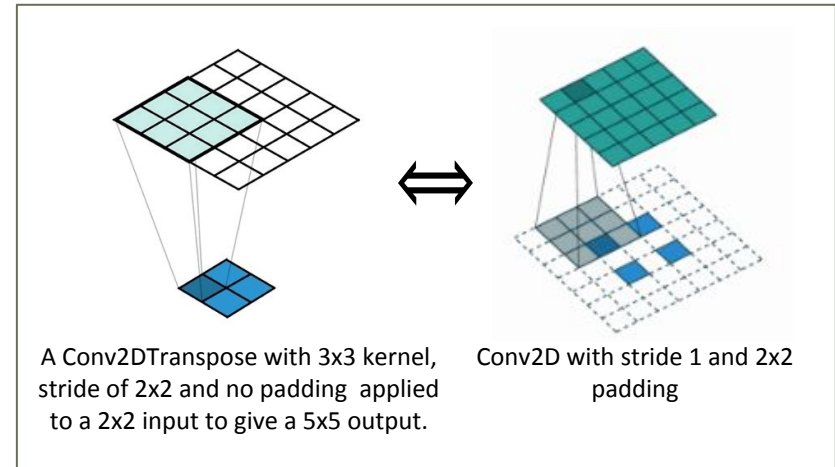 A Conv2DTranspose with 3x3 kernel,
stride of 2x2 and no padding applied
to a 2x2 input to give a 5x5 output.
Conv2D with stride 1 and 2x2
padding